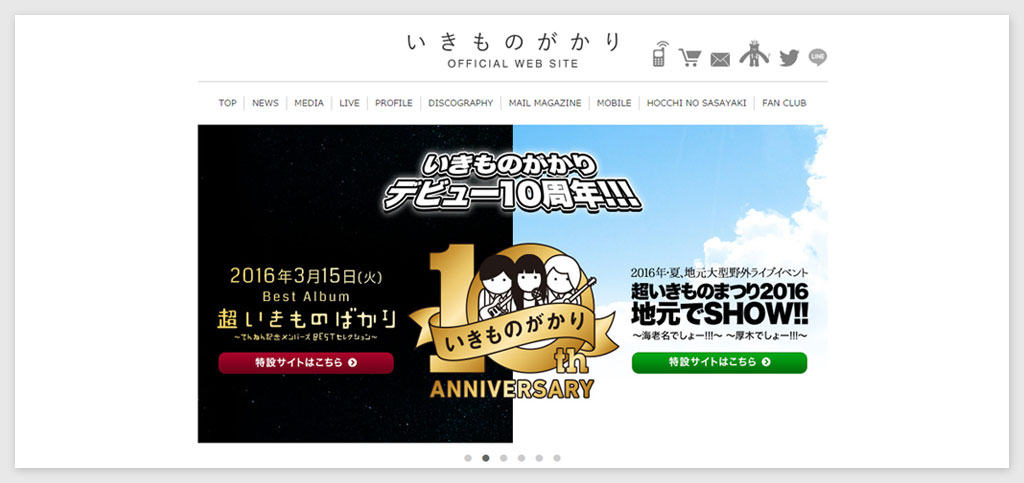 いきものがかり
OFFICIAL WEB SITE
LINE
TOP NEWS MEDIA LIVE PROFILE DISCOGRAPHY MAIL MAGAZINE MOBILE HOCCHI NO SASAYAKI FAN CLUB
いきものがかり
デビュー10周年!!!
2016年3月15日(火)
Best Album
超いきものばかり
～てんねん記念メンバーズBESTセレクション～
特設サイトはこちら
10th
いきものがかり
ANNIVERSARY
2016年・夏、地元大型野外ライブイベント
超いきものまつり2016
地元でSHOW!!
～海老名でしょー!!!～ ～厚木でしょー!!!～
特設サイトはこちら